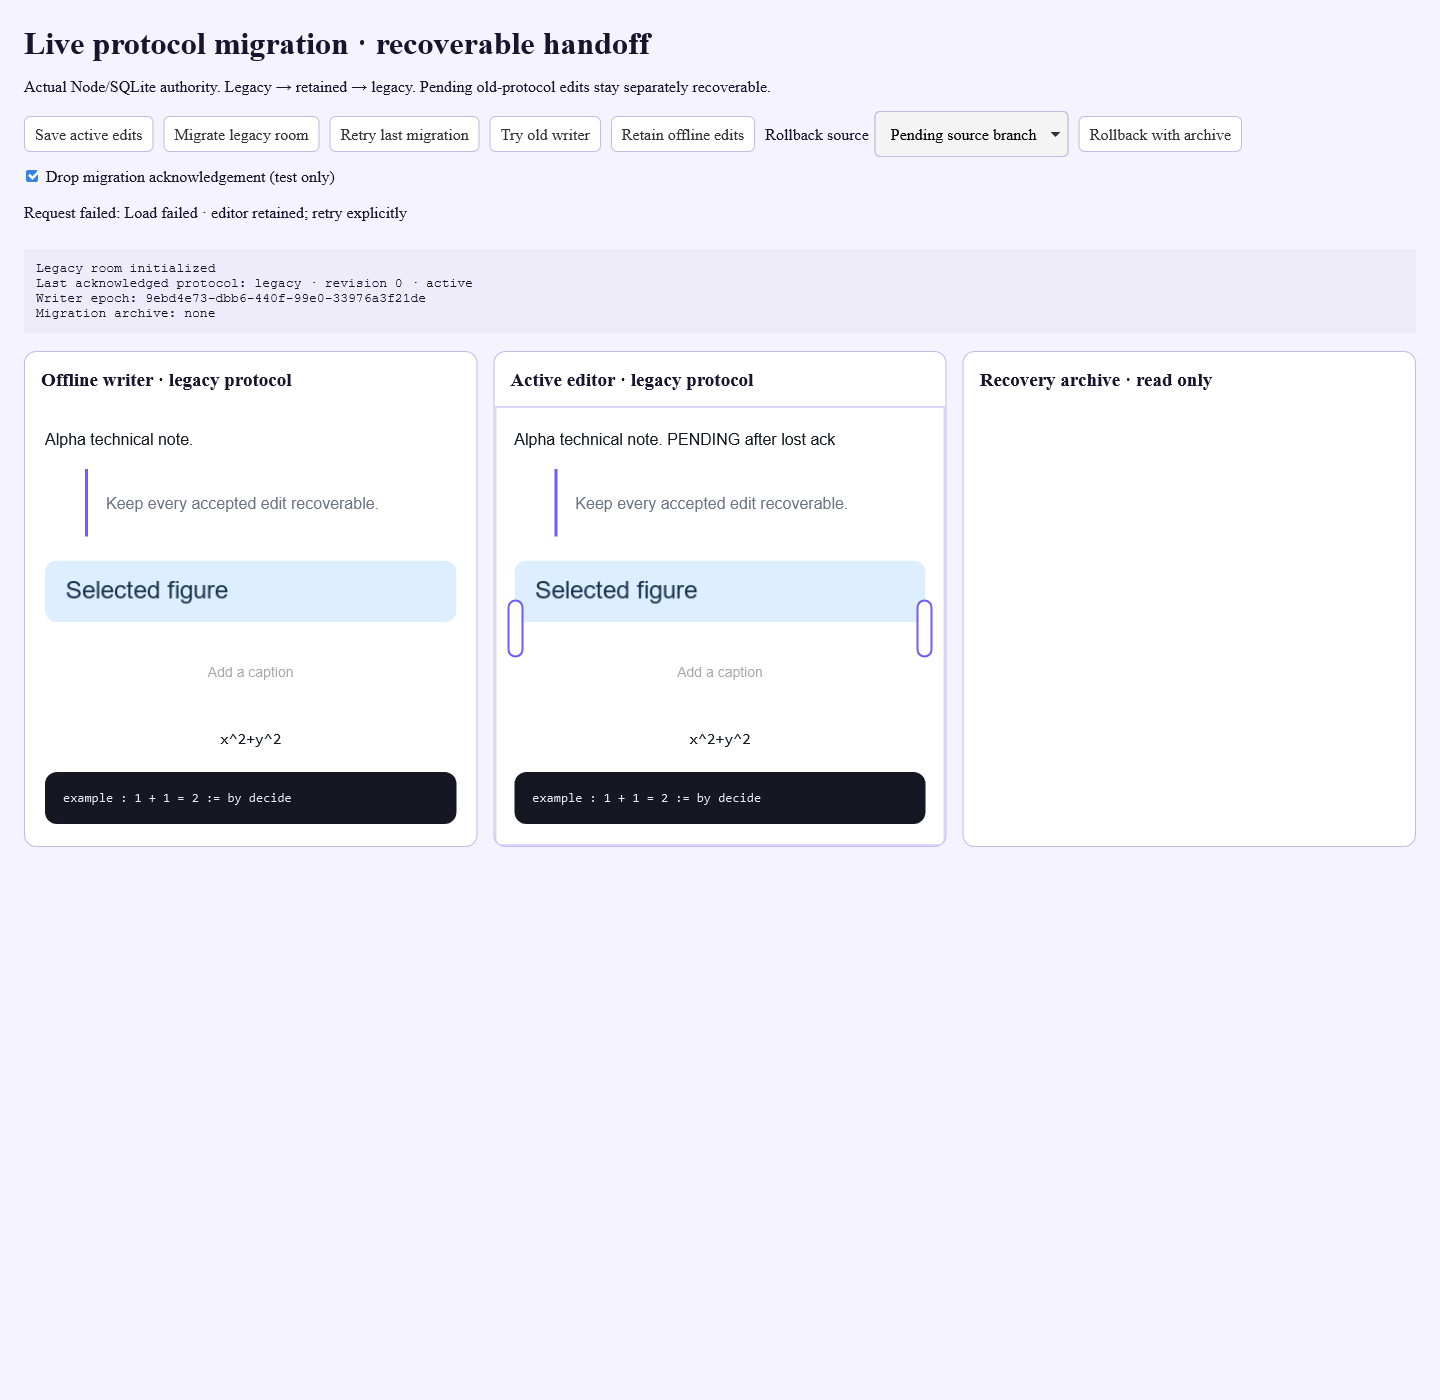 Live protocol migration · recoverable handoff
Actual Node/SQLite authority. Legacy → retained → legacy. Pending old-protocol edits stay separately recoverable.
Save active edits Migrate legacy room Retry last migration Try old writer Retain offline edits Rollback source Pending source branch Rollback with archive
Drop migration acknowledgement (test only)
Request failed: Load failed · editor retained; retry explicitly
Legacy room initialized
Last acknowledged protocol: legacy · revision 0 · active
Writer epoch: 9ebd4e73-dbb6-440f-99e0-33976a3f21de
Migration archive: none
Offline writer · legacy protocol
Alpha technical note.
Keep every accepted edit recoverable.
Selected figure
Add a caption
x^2+y^2
example : 1 + 1 = 2 := by decide
Active editor · legacy protocol
Alpha technical note. PENDING after lost ack
Keep every accepted edit recoverable.
Selected figure
Add a caption
x^2+y^2
example : 1 + 1 = 2 := by decide
Recovery archive · read only